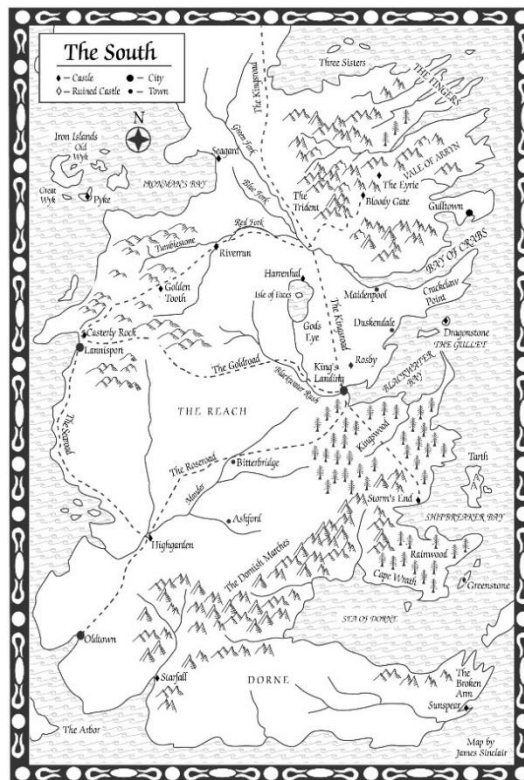 The South
– Castle
– City
– Ruined Castle
– Town
Three Sisters
THE FINGERS
The Kingsroad
N
Iron Islands
Old
Wyk
Great
Wyk
Pyke
Seagard
Green Fork
IRONMAN'S BAY
Blue Fork
The
Trident
The Eyrie
Bloody Gate
VALE OF ARRYN
Gulltown
Red Fork
Tumblestone
Riverrun
BAY OF CRABS
Golden
Tooth
Harrenhal
Isle of Faces
Maidenpool
Crackclaw
Point
Gods
Eye
The Kingsroad
Duskendale
Dragonstone
THE GULLET
Casterly Rock
Lannisport
The Goldroad
Rosby
King's
Landing
Blackwater Rush
BLACKWATER
BAY
THE REACH
The Searoad
The Roseroad
Kingswood
Bitterbridge
Mander
Tarth
Storm's End
SHIPBREAKER BAY
Ashford
Highgarden
The Dornish Marches
Rainwood
Cape Wrath
Greenstone
SEA OF DORNE
Oldtown
Starfall
DORNE
The
Broken
Arm
Sunspear
The Arbor
Map by
James Sinclair